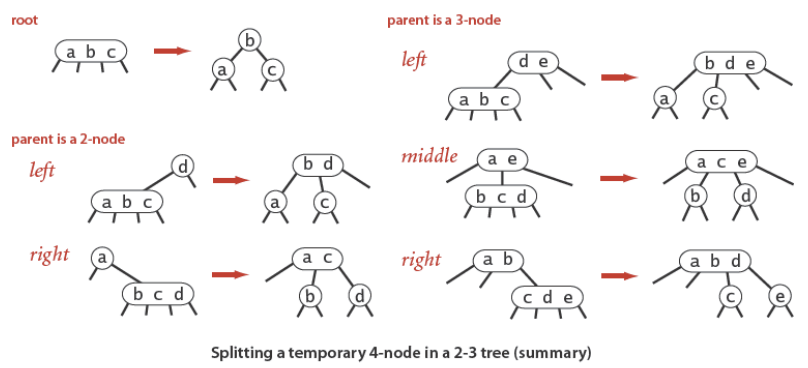 root
a b c
b
a
c
parent is a 2-node
left
d
a b c
b d
a
c
right
a
b c d
a c
b
d
parent is a 3-node
left
d e
a b c
b d e
a
c
middle
a e
b c d
a c e
b
d
right
a b
c d e
a b d
c
e
Splitting a temporary 4-node in a 2-3 tree (summary)